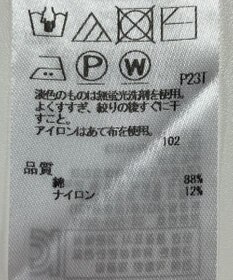 P
W
P23I
淡色のものは無蛍光洗剤を使用。
よくすすぎ、絞りの後すぐに干
すこと。
アイロンはあて布を使用。
102
品質
綿 88%
ナイロン 12%